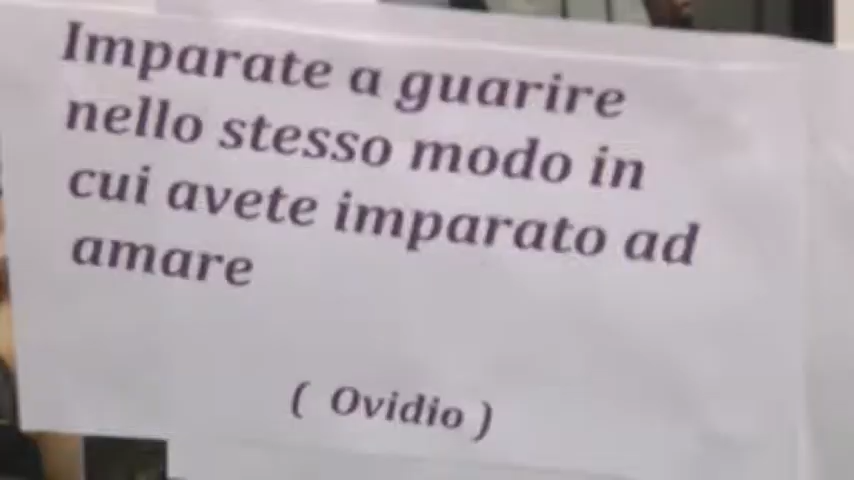 Imparate a guarire
nello stesso modo in
cui avete imparato ad
amare
( Ovidio )